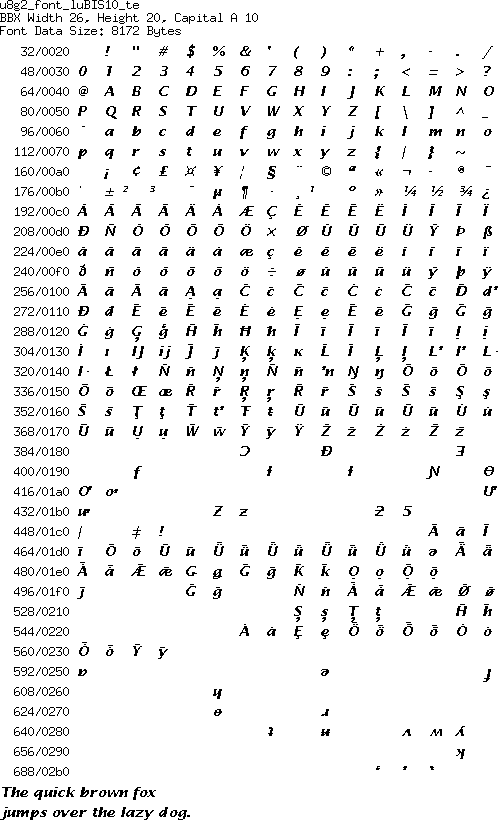 u8g2_font_luBIS10_te
BBX Width 26, Height 20, Capital A 10
Font Data Size: 8172 Bytes
32/0020 ! " # $ % & ' ( ) * + , - . /
48/0030 0 1 2 3 4 5 6 7 8 9 : ; < = > ?
64/0040 @ A B C D E F G H I J K L M N O
80/0050 P Q R S T U V W X Y Z [ \ ] ^ _
96/0060 ` a b c d e f g h i j k l m n o
112/0070 p q r s t u v w x y z { | } ~
160/00a0 ¡ ¢ £ ¤ ¥ ¦ § ¨ © ª « ¬ - ® ¯
176/00b0 ° ± ² ³ ´ µ ¶ · ¸ ¹ º » ¼ ½ ¾ ¿
192/00c0 À Á Â Ã Ä Å Æ Ç È É Ê Ë Ì Í Î Ï
208/00d0 Ð Ñ Ò Ó Ô Õ Ö × Ø Ù Ú Û Ü Ý Þ ß
224/00e0 à á â ã ä å æ ç è é ê ë ì í î ï
240/00f0 ð ñ ò ó ô õ ö ÷ ø ù ú û ü ý þ ÿ
256/0100 Ā ā Ă ă Ą ą Ć ć Ĉ ĉ Ċ ċ Č č Ď ď
272/0110 Đ đ Ē ē Ĕ ĕ Ė ė Ę ę Ě ě Ĝ ĝ Ğ ğ
288/0120 Ġ ġ Ģ ģ Ĥ ĥ Ħ ħ Ĩ ĩ Ī ī Ĭ ĭ Į į
304/0130 İ ı Ĳ ĳ Ĵ ĵ Ķ ķ ĸ Ĺ ĺ Ļ ļ Ľ ľ Ŀ
320/0140 ŀ Ł ł Ń ń Ņ ņ Ň ň ŉ Ŋ ŋ Ō ō Ŏ ŏ
336/0150 Ő ő Œ œ Ŕ ŕ Ŗ ŗ Ř ř Ś ś Ŝ ŝ Ş ş
352/0160 Š š Ţ ţ Ť ť Ŧ ŧ Ũ ũ Ū ū Ŭ ŭ Ů ů
368/0170 Ű ű Ų ų Ŵ ŵ Ŷ ŷ Ÿ Ź ź Ż ż Ž ž
384/0180 Ɔ Ɖ Ǝ
400/0190 ƒ Ɨ ƚ Ɲ Ɵ
416/01a0 Ơ ơ Ư
432/01b0 ư Ƶ ƶ ƻ Ƽ
448/01c0 ǀ ǂ ǃ Ǎ ǎ Ǐ
464/01d0 ǐ Ǒ ǒ Ǔ ǔ Ǖ ǖ Ǘ ǘ Ǚ ǚ Ǜ ǜ ǝ Ǟ ǟ
480/01e0 Ǡ ǡ Ǣ ǣ Ǥ ǥ Ǧ ǧ Ǩ ǩ Ǫ ǫ Ǭ ǭ
496/01f0 ǰ Ǵ ǵ Ǹ ǹ Ǻ ǻ Ǽ ǽ Ǿ ǿ
528/0210 Ș ș Ț ț Ȟ ȟ
544/0220 Ȧ ȧ Ȩ ȩ Ȫ ȫ Ȭ ȭ Ȯ ȯ
560/0230 Ȱ ȱ Ȳ ȳ
592/0250 ɐ ə ɟ
608/0260 ɥ
624/0270 ɵ ɹ
640/0280 ʇ ʉ ʌ ʍ ʎ
656/0290 ʞ
688/02b0 ʻ ʼ ʽ
The quick brown fox
jumps over the lazy dog.